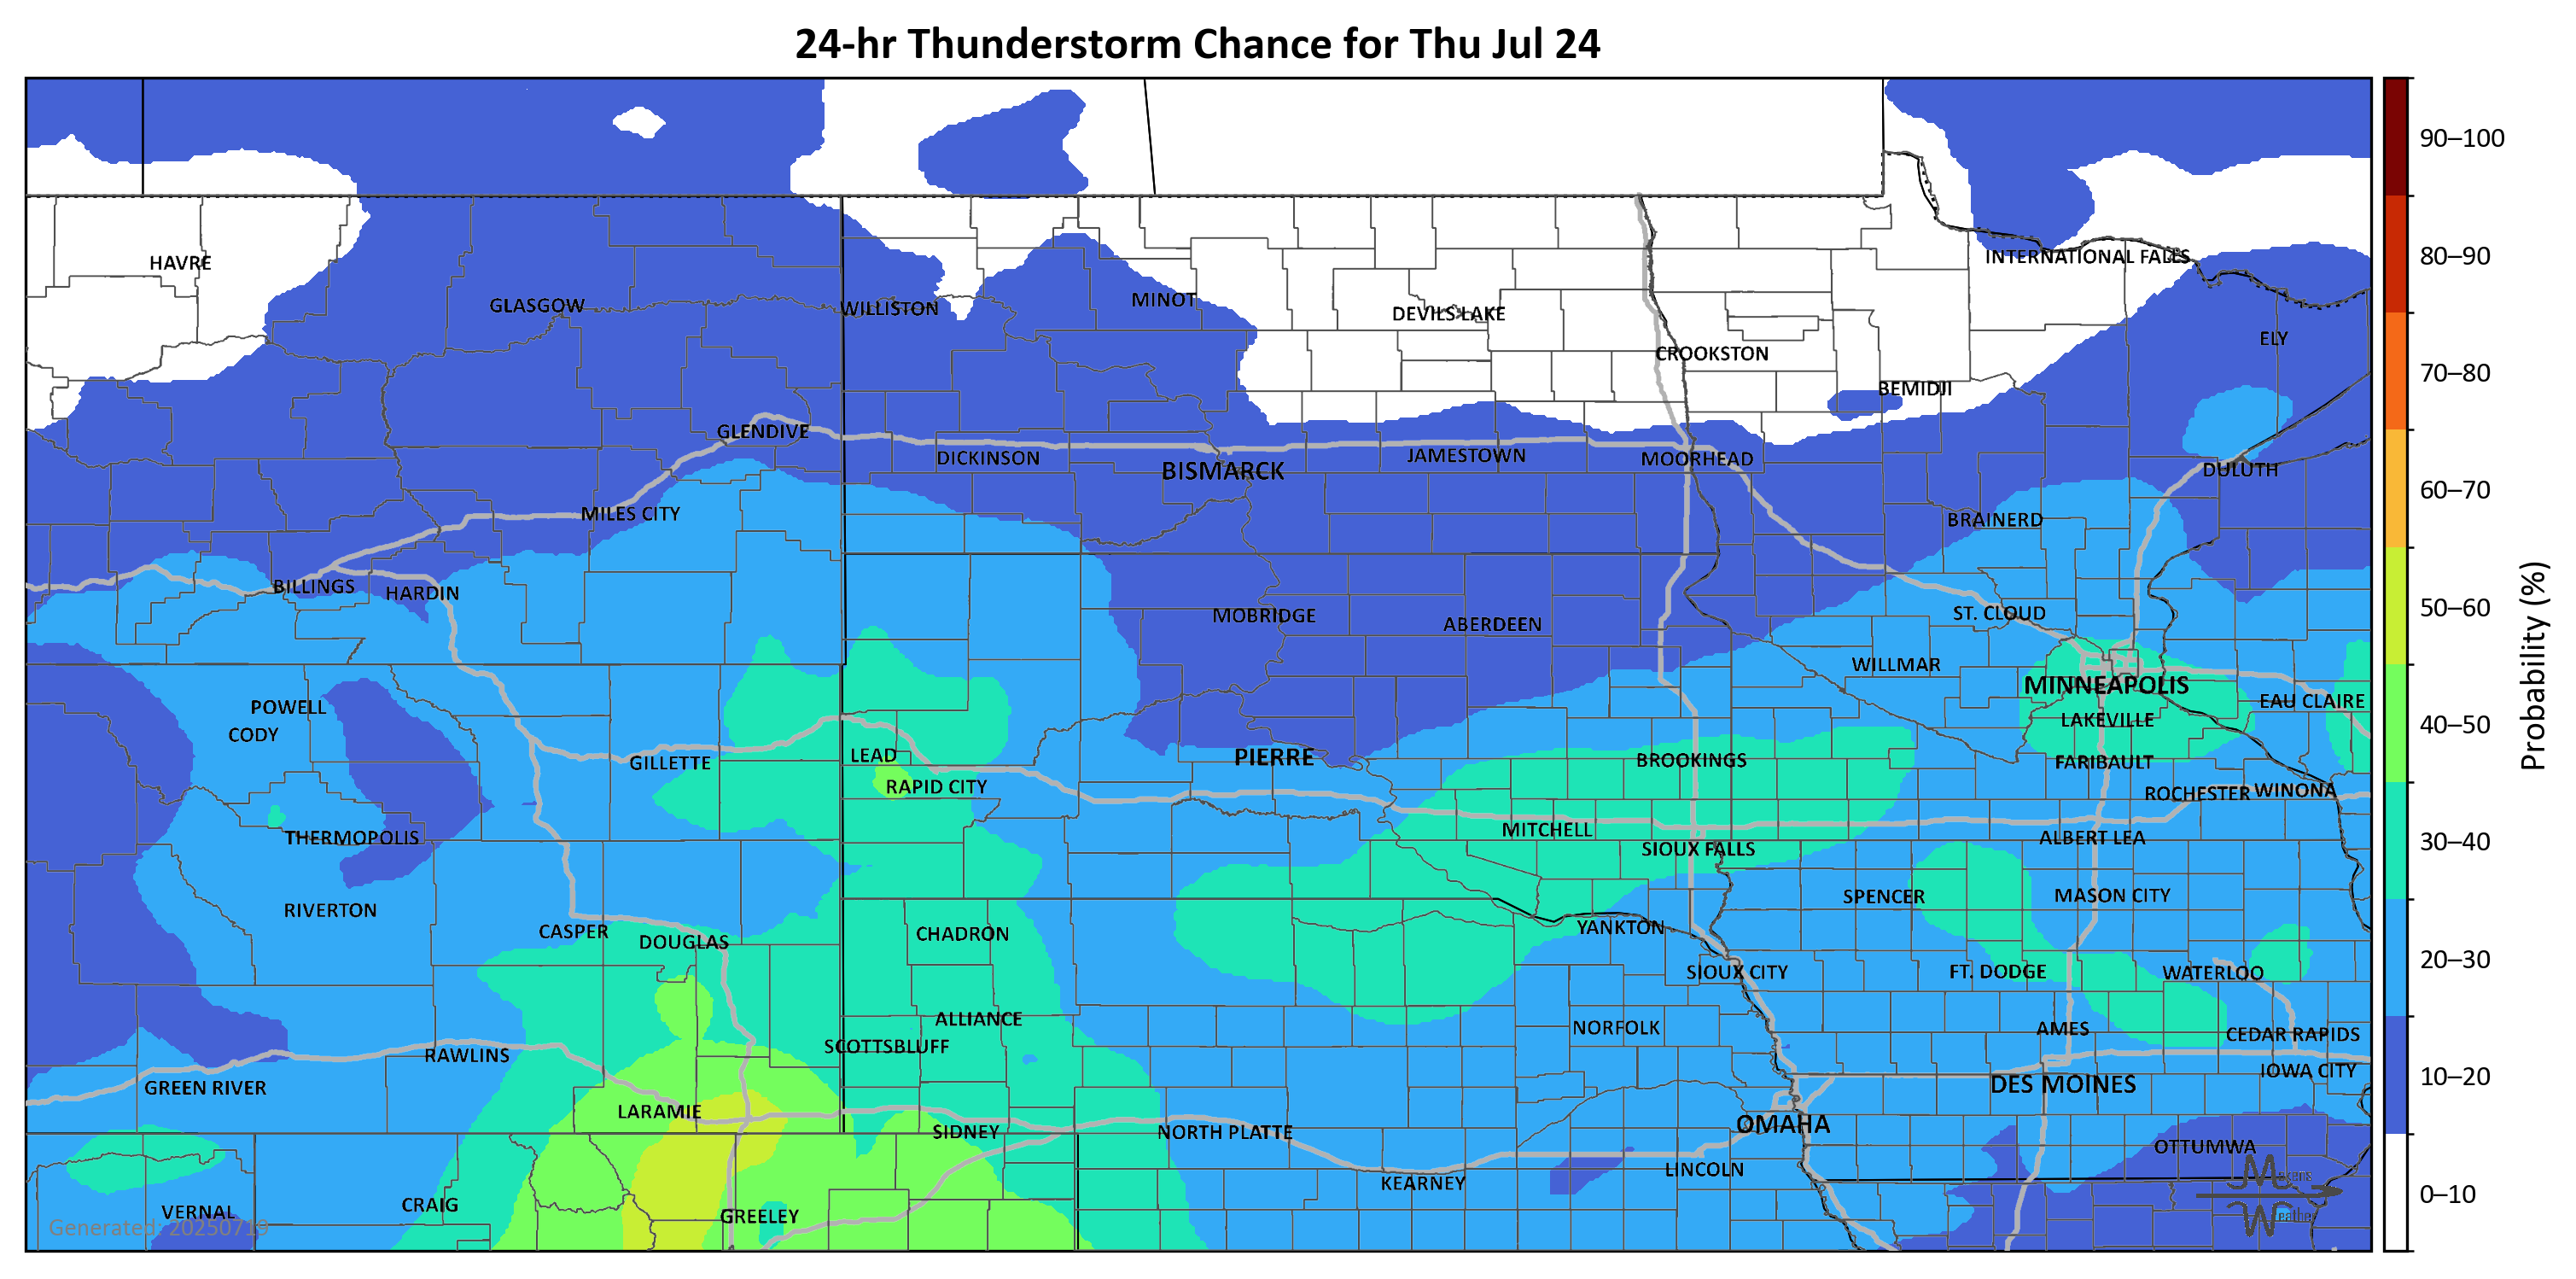 24-hr Thunderstorm Chance for Thu Jul 24
90–100
80–90
70–80
60–70
50–60
40–50
30–40
20–30
10–20
0–10
Probability (%)
HAVRE
GLASGOW
WILLISTON
MINOT
DEVILS LAKE
INTERNATIONAL FALLS
CROOKSTON
ELY
BEMIDJI
GLENDIVE
DICKINSON
BISMARCK
JAMESTOWN
MOORHEAD
DULUTH
MILES CITY
BRAINERD
BILLINGS
HARDIN
MOBRIDGE
ABERDEEN
ST. CLOUD
WILLMAR
MINNEAPOLIS
EAU CLAIRE
POWELL
LAKEVILLE
CODY
LEAD
PIERRE
BROOKINGS
FARIBAULT
GILLETTE
RAPID CITY
ROCHESTER
WINONA
THERMOPOLIS
MITCHELL
ALBERT LEA
SIOUX FALLS
RIVERTON
SPENCER
MASON CITY
CASPER
DOUGLAS
CHADRON
YANKTON
SIOUX CITY
FT. DODGE
WATERLOO
ALLIANCE
NORFOLK
AMES
CEDAR RAPIDS
RAWLINS
SCOTTSBLUFF
IOWA CITY
GREEN RIVER
DES MOINES
LARAMIE
SIDNEY
NORTH PLATTE
OMAHA
OTTUMWA
LINCOLN
KEARNEY
VERNAL
CRAIG
GREELEY
Generated: 20250719
Weather